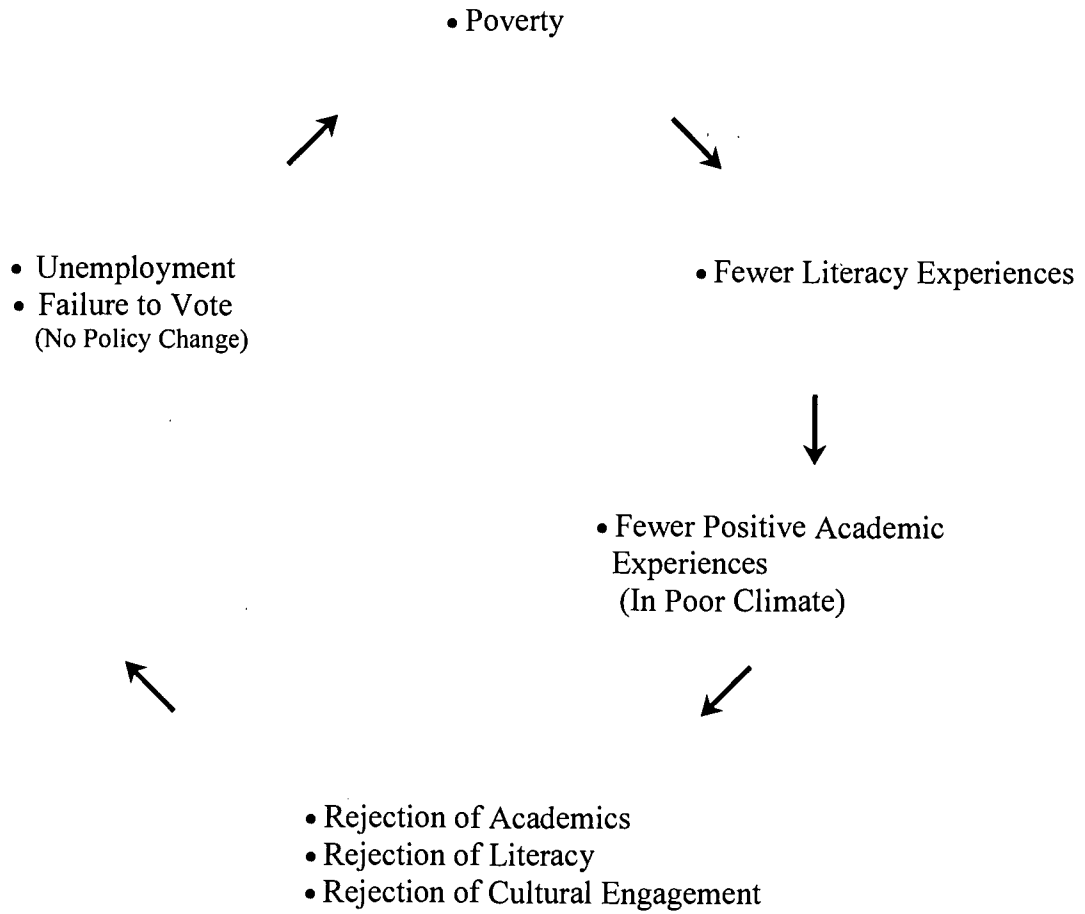 • Poverty
• Unemployment
• Failure to Vote
(No Policy Change)
• Fewer Literacy Experiences
• Fewer Positive Academic
Experiences
(In Poor Climate)
• Rejection of Academics
• Rejection of Literacy
• Rejection of Cultural Engagement